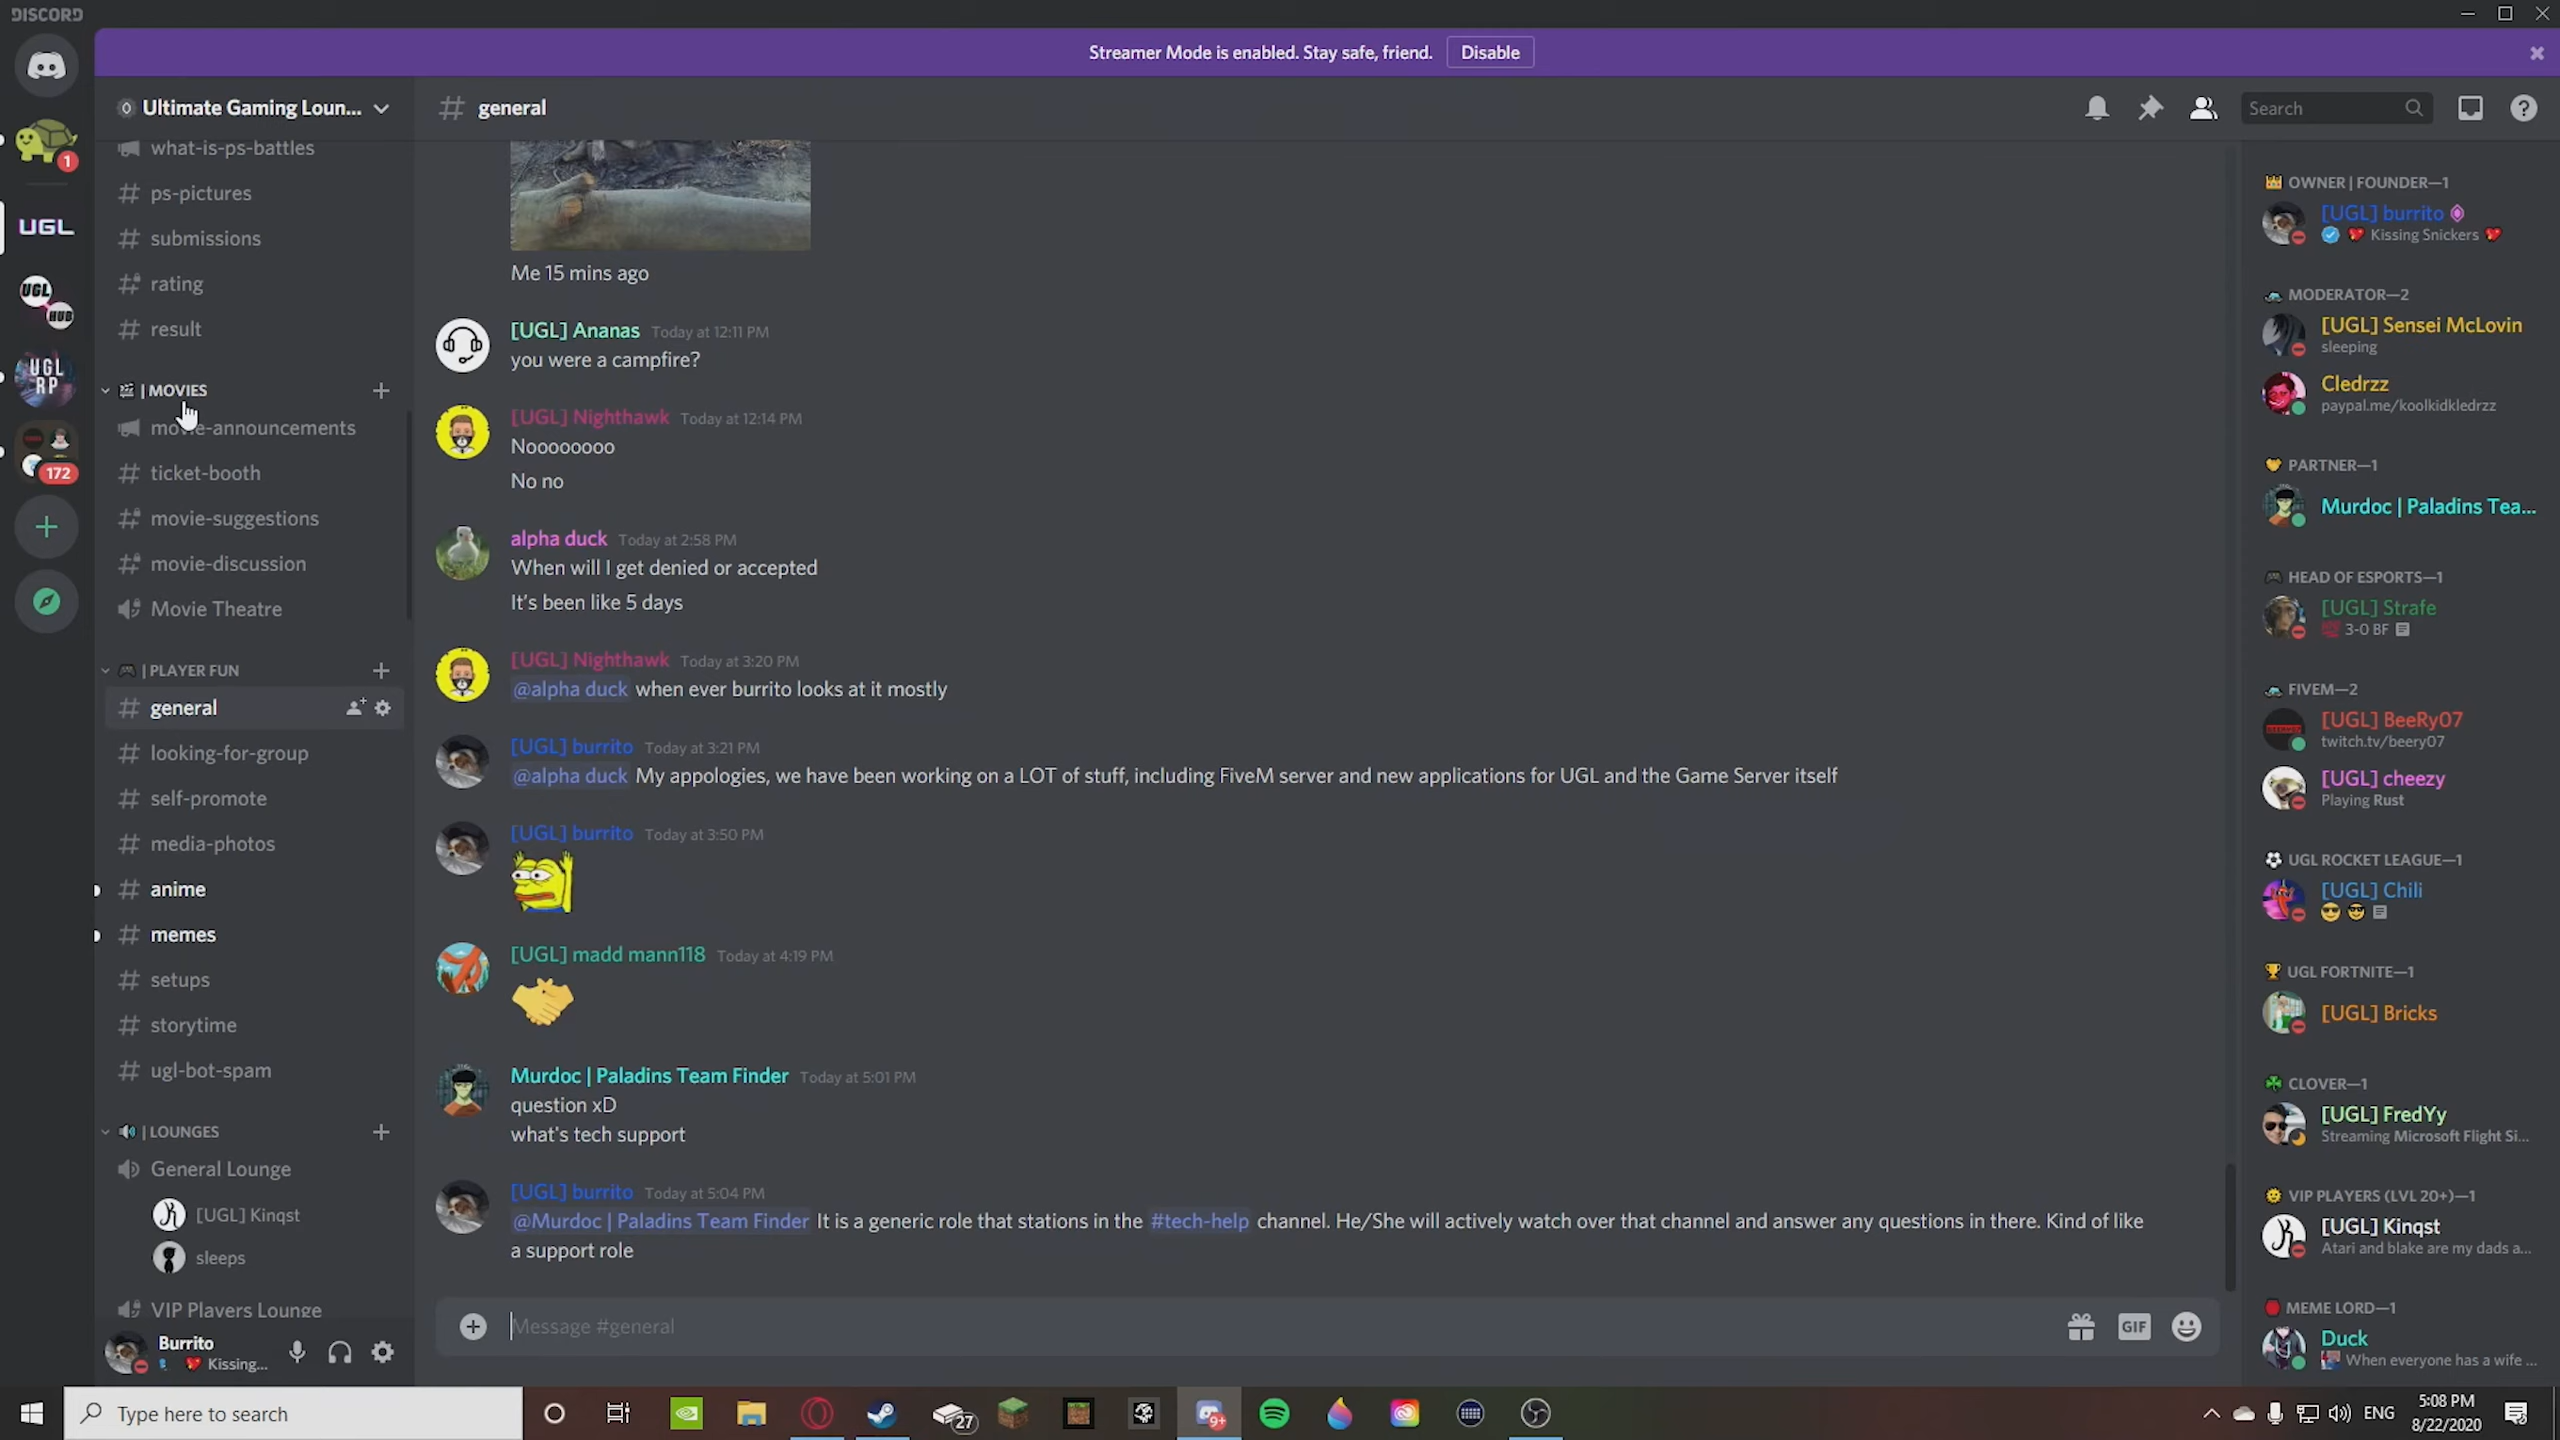 DISCORD
Streamer Mode is enabled. Stay safe, friend.
Disable
1
UGL
UGL
HUB
UGL
RP
172
Ultimate Gaming Loun...
what-is-ps-battles
ps-pictures
submissions
rating
result
| MOVIES
movie-announcements
ticket-booth
movie-suggestions
movie-discussion
Movie Theatre
| PLAYER FUN
general
looking-for-group
self-promote
media-photos
anime
memes
setups
storytime
ugl-bot-spam
| LOUNGES
General Lounge
[UGL] Kinqst
sleeps
VIP Players Lounge
Burrito
Kissing...
# general
Search
Me 15 mins ago
[UGL] Ananas Today at 12:11 PM
you were a campfire?
[UGL] Nighthawk Today at 12:14 PM
Noooooooo
No no
alpha duck Today at 2:58 PM
When will I get denied or accepted
It's been like 5 days
[UGL] Nighthawk Today at 3:20 PM
@alpha duck when ever burrito looks at it mostly
[UGL] burrito Today at 3:21 PM
@alpha duck My appologies, we have been working on a LOT of stuff, including FiveM server and new applications for UGL and the Game Server itself
[UGL] burrito Today at 3:50 PM
[UGL] madd mann118 Today at 4:19 PM
Murdoc | Paladins Team Finder Today at 5:01 PM
question xD
what's tech support
[UGL] burrito Today at 5:04 PM
@Murdoc | Paladins Team Finder It is a generic role that stations in the #tech-help channel. He/She will actively watch over that channel and answer any questions in there. Kind of like
a support role
Message #general
GIF
OWNER | FOUNDER—1
[UGL] burrito
Kissing Snickers
MODERATOR—2
[UGL] Sensei McLovin
sleeping
Cledrzz
paypal.me/koolkidkledrzz
PARTNER—1
Murdoc | Paladins Tea...
HEAD OF ESPORTS—1
[UGL] Strafe
3-0 BF
FIVEM—2
[UGL] BeeRy07
twitch.tv/beery07
[UGL] cheezy
Playing Rust
UGL ROCKET LEAGUE—1
[UGL] Chili
UGL FORTNITE—1
[UGL] Bricks
CLOVER—1
[UGL] FredYy
Streaming Microsoft Flight Si...
VIP PLAYERS (LVL 20+)—1
[UGL] Kinqst
Atari and blake are my dads a...
MEME LORD—1
Duck
When everyone has a wife ...
Type here to search
27
9+
ENG
5:08 PM
8/22/2020